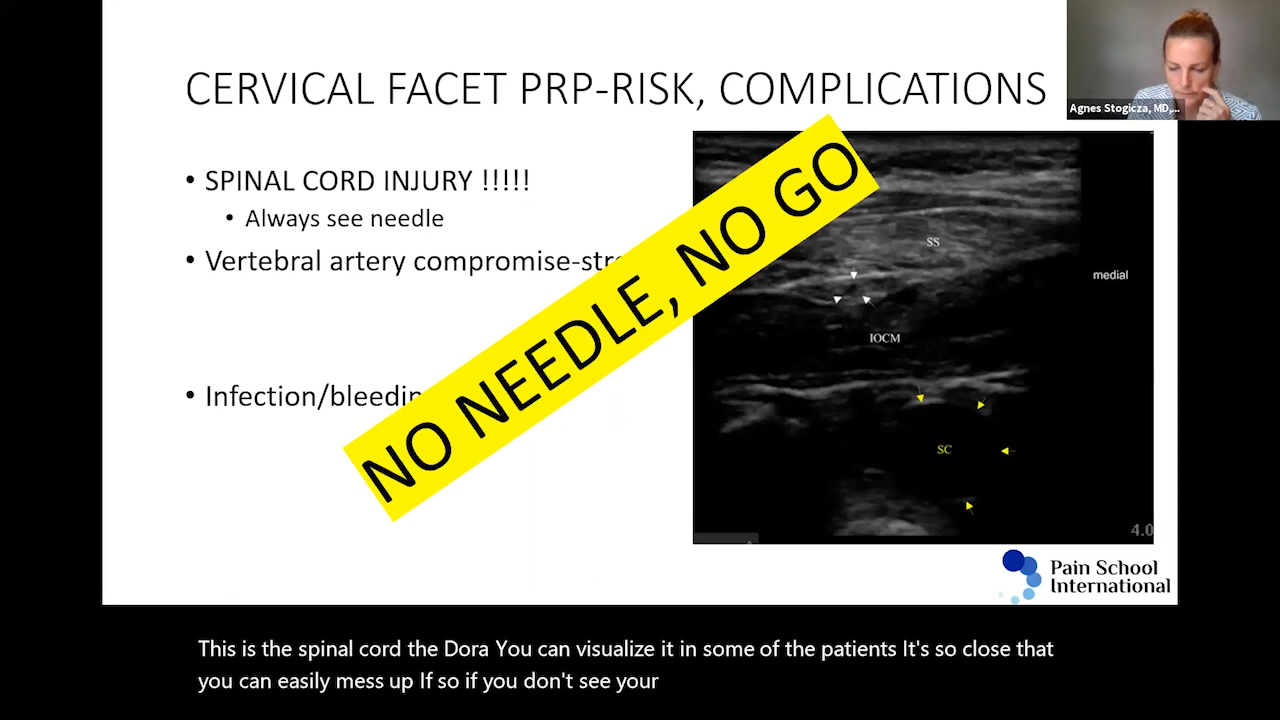 CERVICAL FACET PRP-RISK, COMPLICATIONS
Agnes Stogicza, MD,...
• SPINAL CORD INJURY !!!!!
• Always see needle
• Vertebral artery compromise-
• Infection/bleedin
NO NEEDLE, NO GO
SS
medial
IOCM
SC
4.0
Pain School
International
This is the spinal cord the Dora You can visualize it in some of the patients It's so close that
you can easily mess up If so if you don't see your